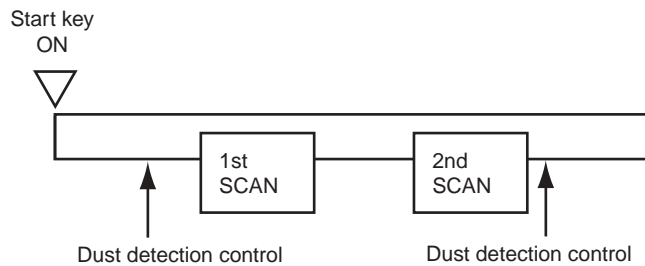 Start key
ON
1st
SCAN
2nd
SCAN
Dust detection control
Dust detection control